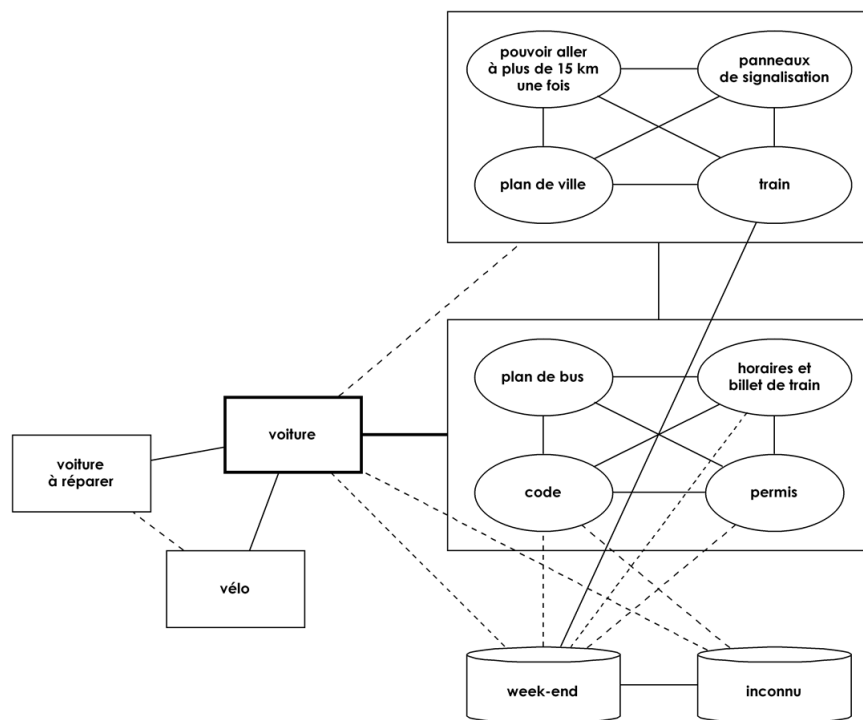 pouvoir aller
à plus de 15 km
une fois
panneaux
de signalisation
plan de ville
train
plan de bus
horaires et
billet de train
voiture
voiture
à réparer
code
permis
vélo
week-end
inconnu